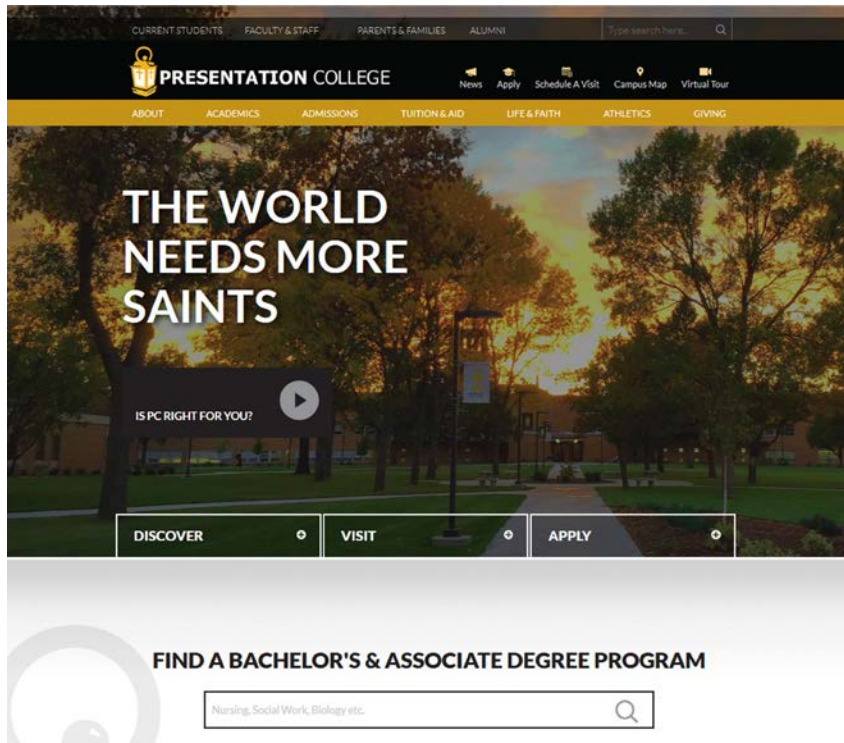 CURRENT STUDENTS FACULTY & STAFF PARENTS & FAMILIES ALUMNI Type search here...
PRESENTATION COLLEGE
News Apply Schedule A Visit Campus Map Virtual Tour
ABOUT ACADEMICS ADMISSIONS TUITION & AID LIFE & FAITH ATHLETICS GIVING
THE WORLD
NEEDS MORE
SAINTS
IS PC RIGHT FOR YOU?
DISCOVER VISIT APPLY
FIND A BACHELOR'S & ASSOCIATE DEGREE PROGRAM
Nursing, Social Work, Biology etc.